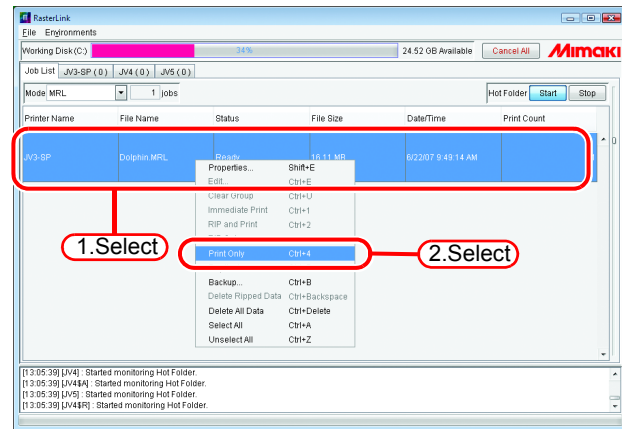 RasterLink
File Environments
Working Disk (C:) 34% 24.52 GB Available Cancel All Mimaki
Job List JV3-SP ( 0 ) JV4 ( 0 ) JV5 ( 0 )
Mode MRL 1 jobs Hot Folder Start Stop
Printer Name File Name Status File Size Date/Time Print Count
JV3-SP Dolphin.MRL Ready 16.11 MB 6/22/07 9:49:14 AM
Properties... Shift+E
Edit... Ctrl+E
Clear Group Ctrl+U
Immediate Print Ctrl+1
RIP and Print Ctrl+2
1.Select
Print Only Ctrl+4
2.Select
Backup... Ctrl+B
Delete Ripped Data Ctrl+Backspace
Delete All Data Ctrl+Delete
Select All Ctrl+A
Unselect All Ctrl+Z
[13:05:39] [JV4] : Started monitoring Hot Folder.
[13:05:39] [JV4$A] : Started monitoring Hot Folder.
[13:05:39] [JV5] : Started monitoring Hot Folder.
[13:05:39] [JV4$R] : Started monitoring Hot Folder.